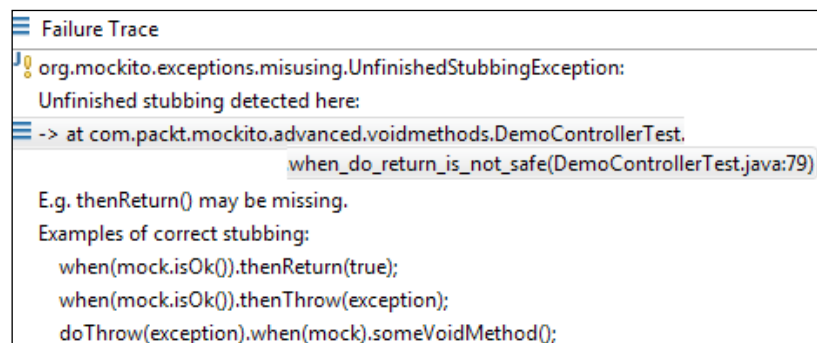 Failure Trace
org.mockito.exceptions.misusing.UnfinishedStubbingException:
Unfinished stubbing detected here:
-> at com.packt.mockito.advanced.voidmethods.DemoControllerTest.
.when_do_return_is_not_safe(DemoControllerTest.java:79)
E.g. thenReturn() may be missing.
Examples of correct stubbing:
when(mock.isOk()).thenReturn(true);
when(mock.isOk()).thenThrow(exception);
doThrow(exception).when(mock).someVoidMethod();